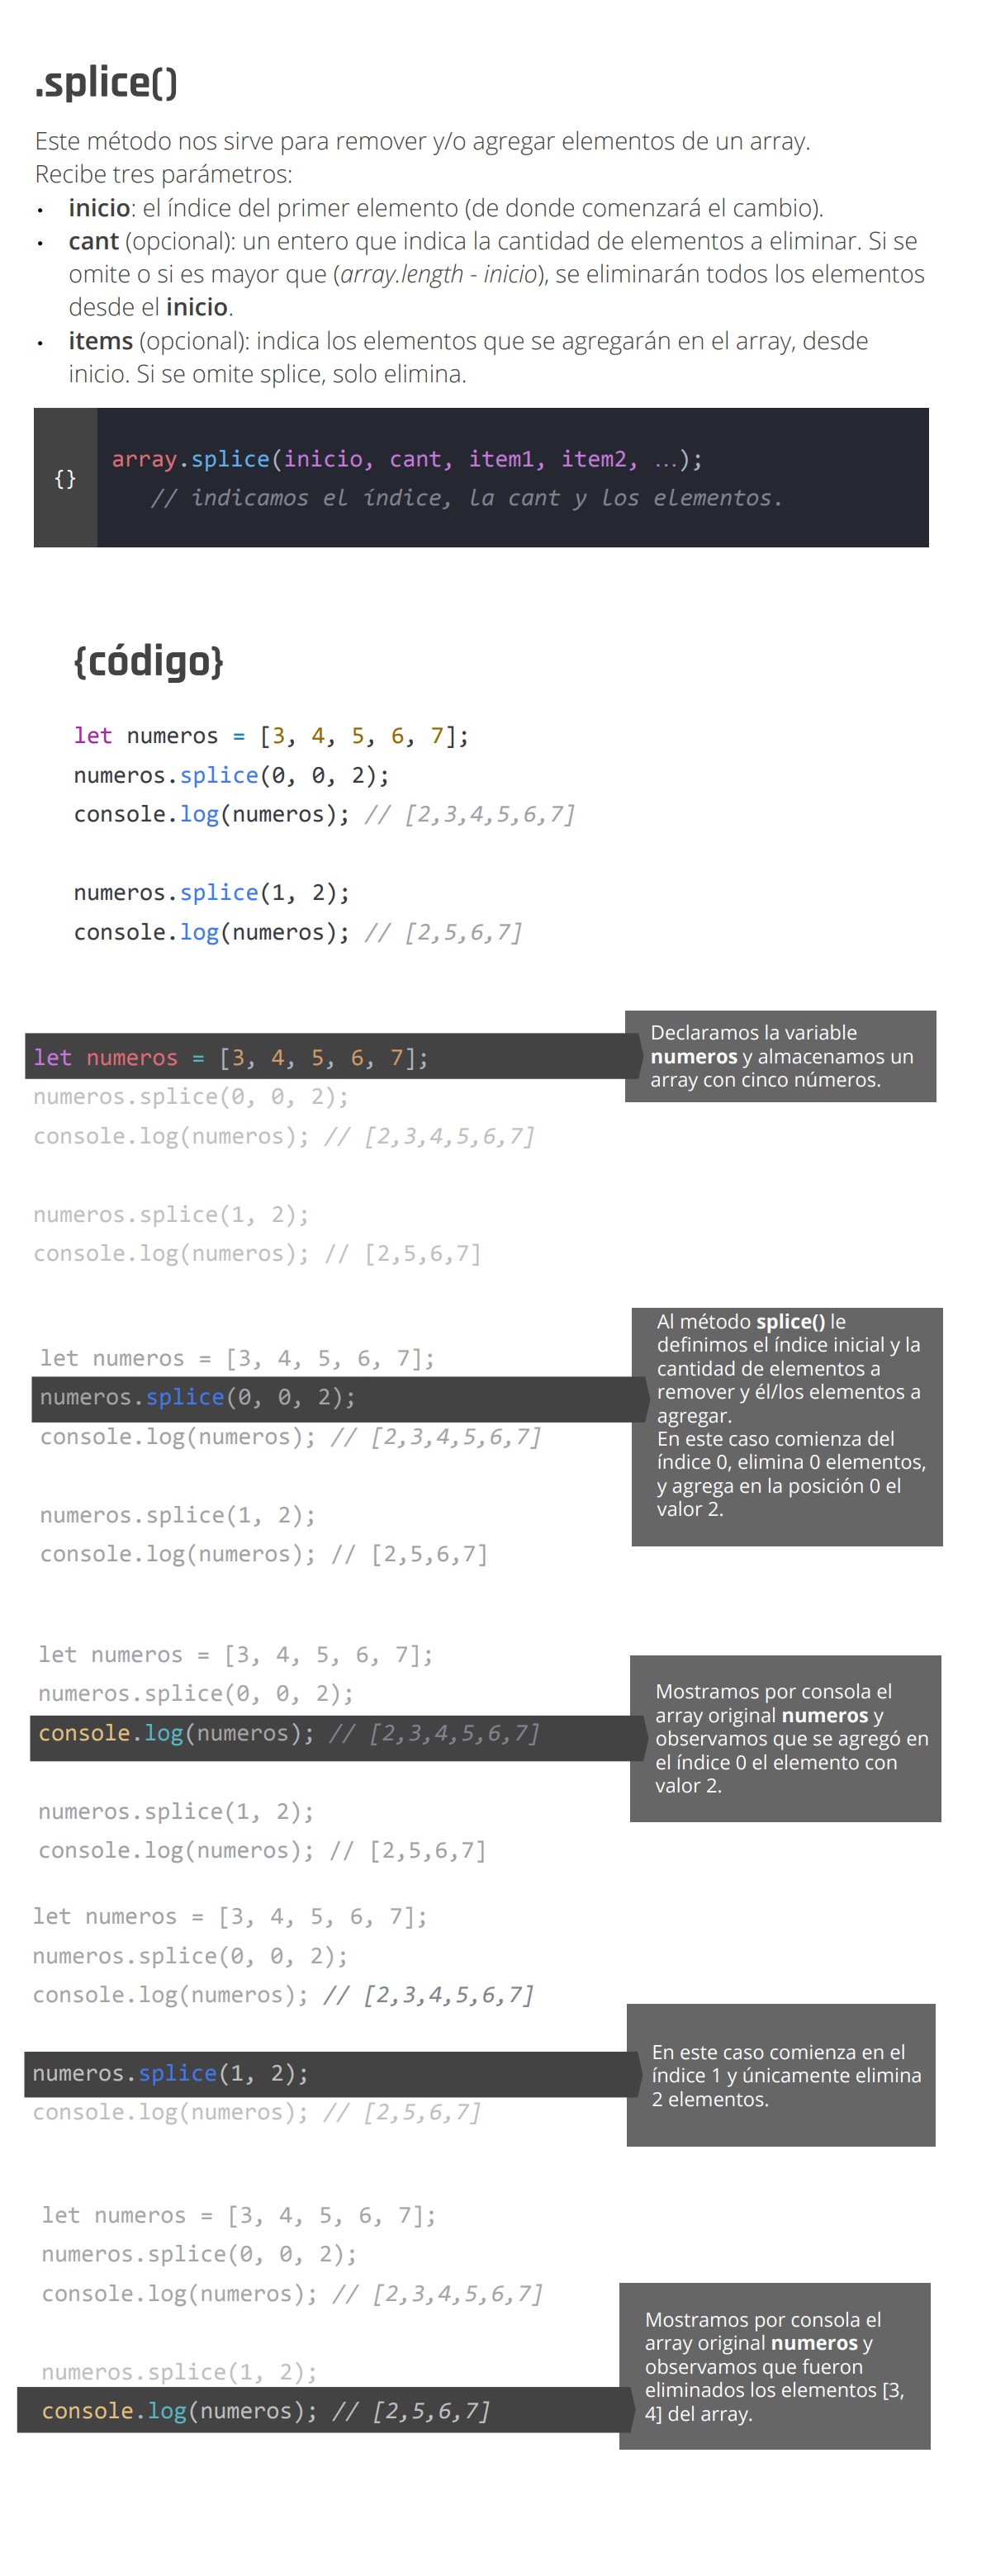 .splice()
Este método nos sirve para remover y/o agregar elementos de un array.
Recibe tres parámetros:
• inicio: el índice del primer elemento (de donde comenzará el cambio).
• cant (opcional): un entero que indica la cantidad de elementos a eliminar. Si se
omite o si es mayor que (array.length - inicio), se eliminarán todos los elementos
desde el inicio.
• items (opcional): indica los elementos que se agregarán en el array, desde
inicio. Si se omite splice, solo elimina.
{}
array.splice(inicio, cant, item1, item2, …);
// indicamos el índice, la cant y los elementos.
{código}
let numeros = [3, 4, 5, 6, 7];
numeros.splice(0, 0, 2);
console.log(numeros); // [2,3,4,5,6,7]
numeros.splice(1, 2);
console.log(numeros); // [2,5,6,7]
let numeros = [3, 4, 5, 6, 7];
numeros.splice(0, 0, 2);
console.log(numeros); // [2,3,4,5,6,7]
numeros.splice(1, 2);
console.log(numeros); // [2,5,6,7]
Declaramos la variable
numeros y almacenamos un
array con cinco números.
let numeros = [3, 4, 5, 6, 7];
numeros.splice(0, 0, 2);
console.log(numeros); // [2,3,4,5,6,7]
numeros.splice(1, 2);
console.log(numeros); // [2,5,6,7]
Al método splice() le
definimos el índice inicial y la
cantidad de elementos a
remover y él/los elementos a
agregar.
En este caso comienza del
índice 0, elimina 0 elementos,
y agrega en la posición 0 el
valor 2.
let numeros = [3, 4, 5, 6, 7];
numeros.splice(0, 0, 2);
console.log(numeros); // [2,3,4,5,6,7]
numeros.splice(1, 2);
console.log(numeros); // [2,5,6,7]
Mostramos por consola el
array original numeros y
observamos que se agregó en
el índice 0 el elemento con
valor 2.
let numeros = [3, 4, 5, 6, 7];
numeros.splice(0, 0, 2);
console.log(numeros); // [2,3,4,5,6,7]
numeros.splice(1, 2);
console.log(numeros); // [2,5,6,7]
En este caso comienza en el
índice 1 y únicamente elimina
2 elementos.
let numeros = [3, 4, 5, 6, 7];
numeros.splice(0, 0, 2);
console.log(numeros); // [2,3,4,5,6,7]
numeros.splice(1, 2);
console.log(numeros); // [2,5,6,7]
Mostramos por consola el
array original numeros y
observamos que fueron
eliminados los elementos [3,
4] del array.